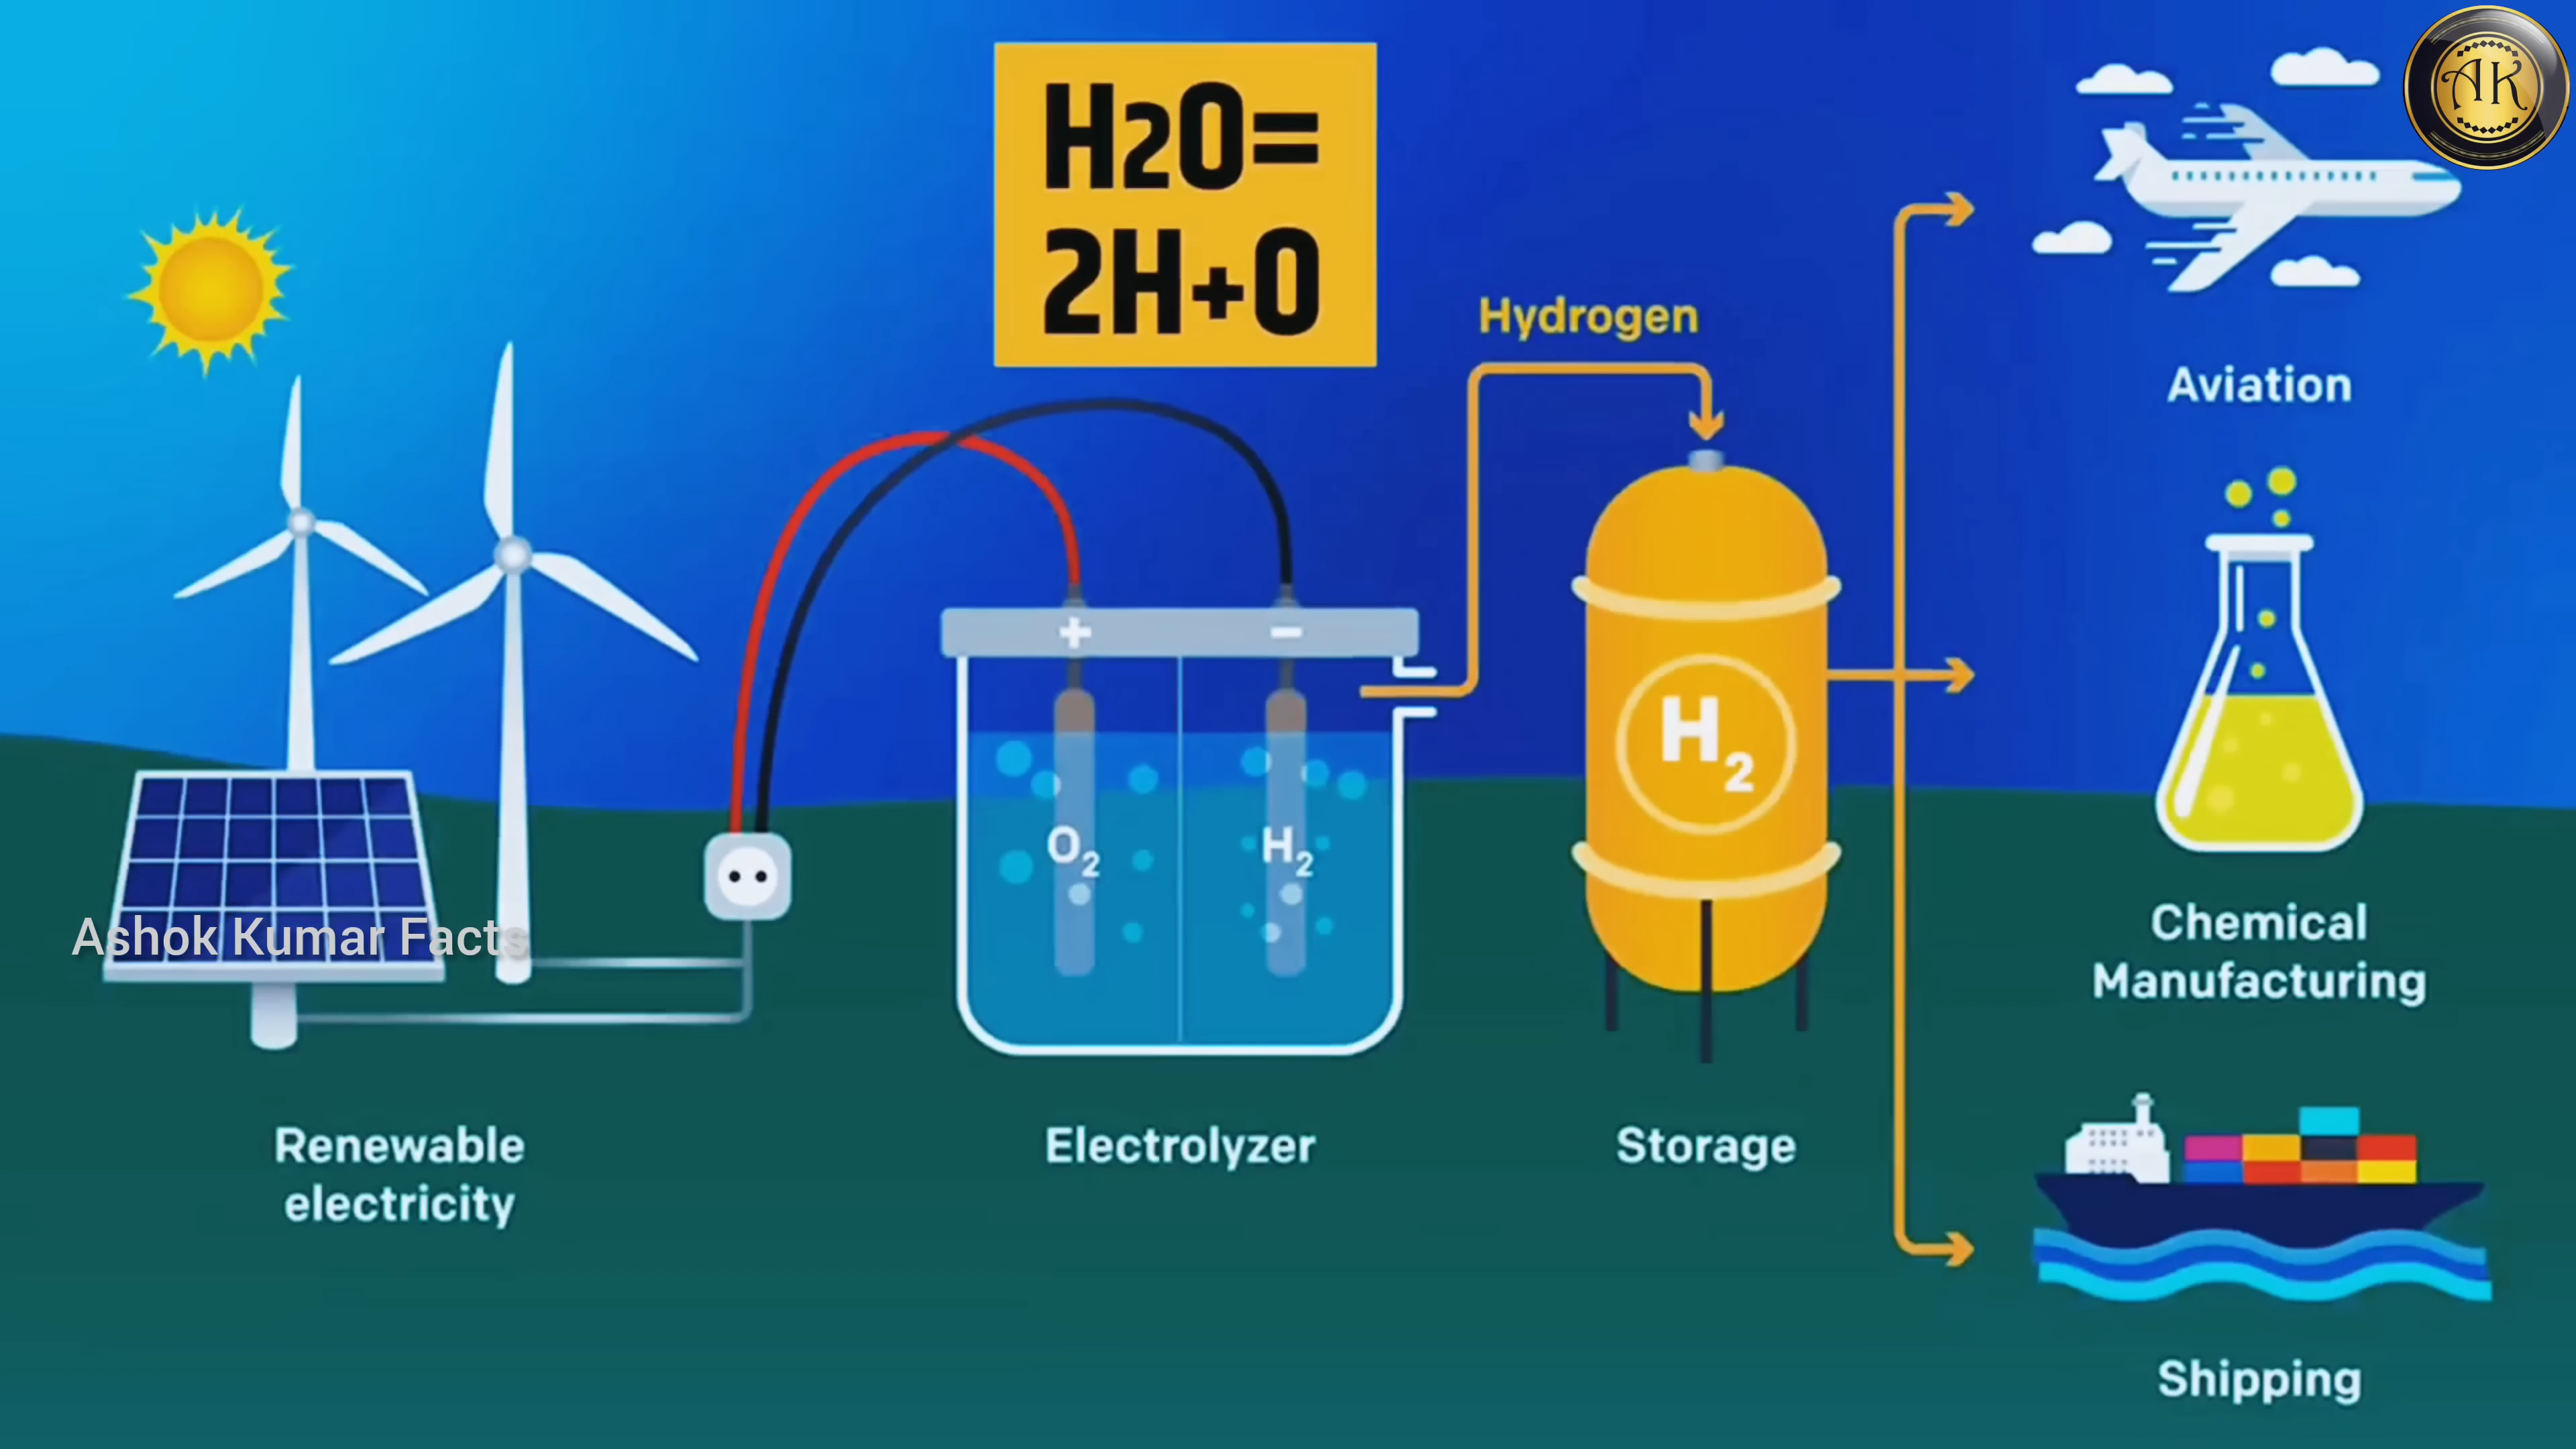 AK
H2O=
2H+O
Hydrogen
Aviation
+
−
H2
O2
H2
Ashok Kumar Facts
Chemical
Manufacturing
Renewable
electricity
Electrolyzer
Storage
Shipping